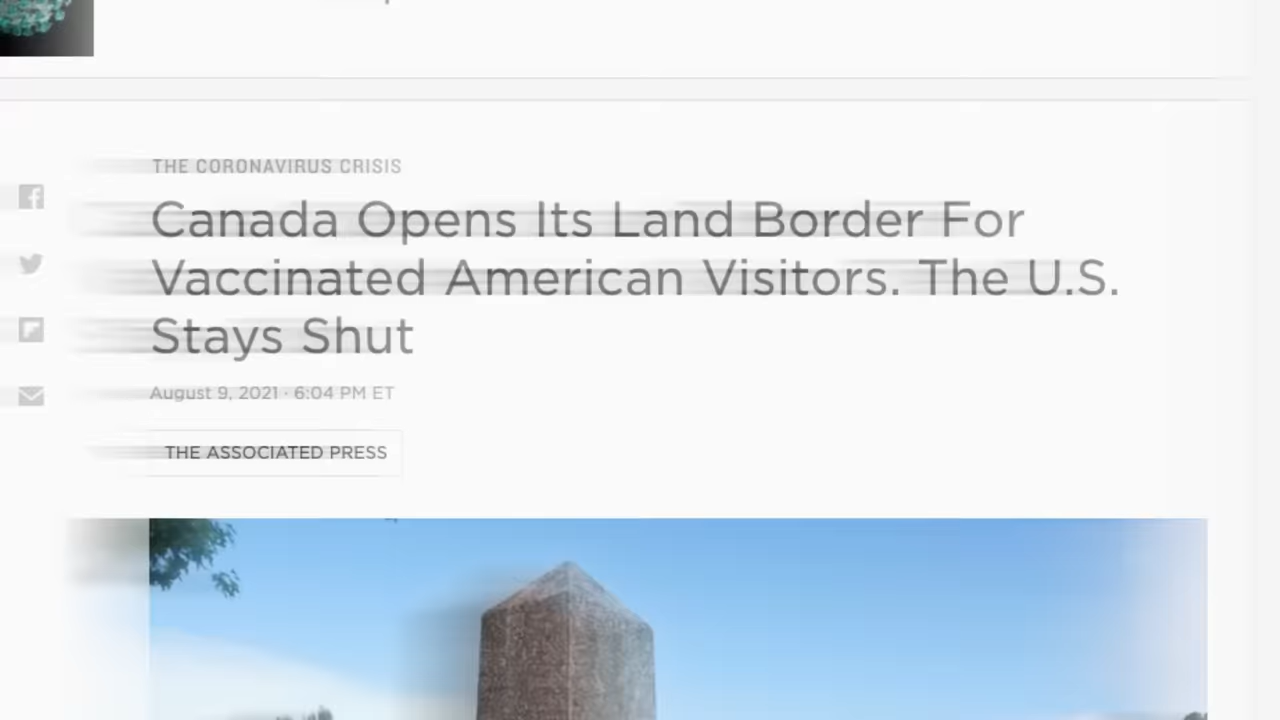 THE CORONAVIRUS CRISIS
Canada Opens Its Land Border For
Vaccinated American Visitors. The U.S.
Stays Shut
August 9, 2021 · 6:04 PM ET
THE ASSOCIATED PRESS